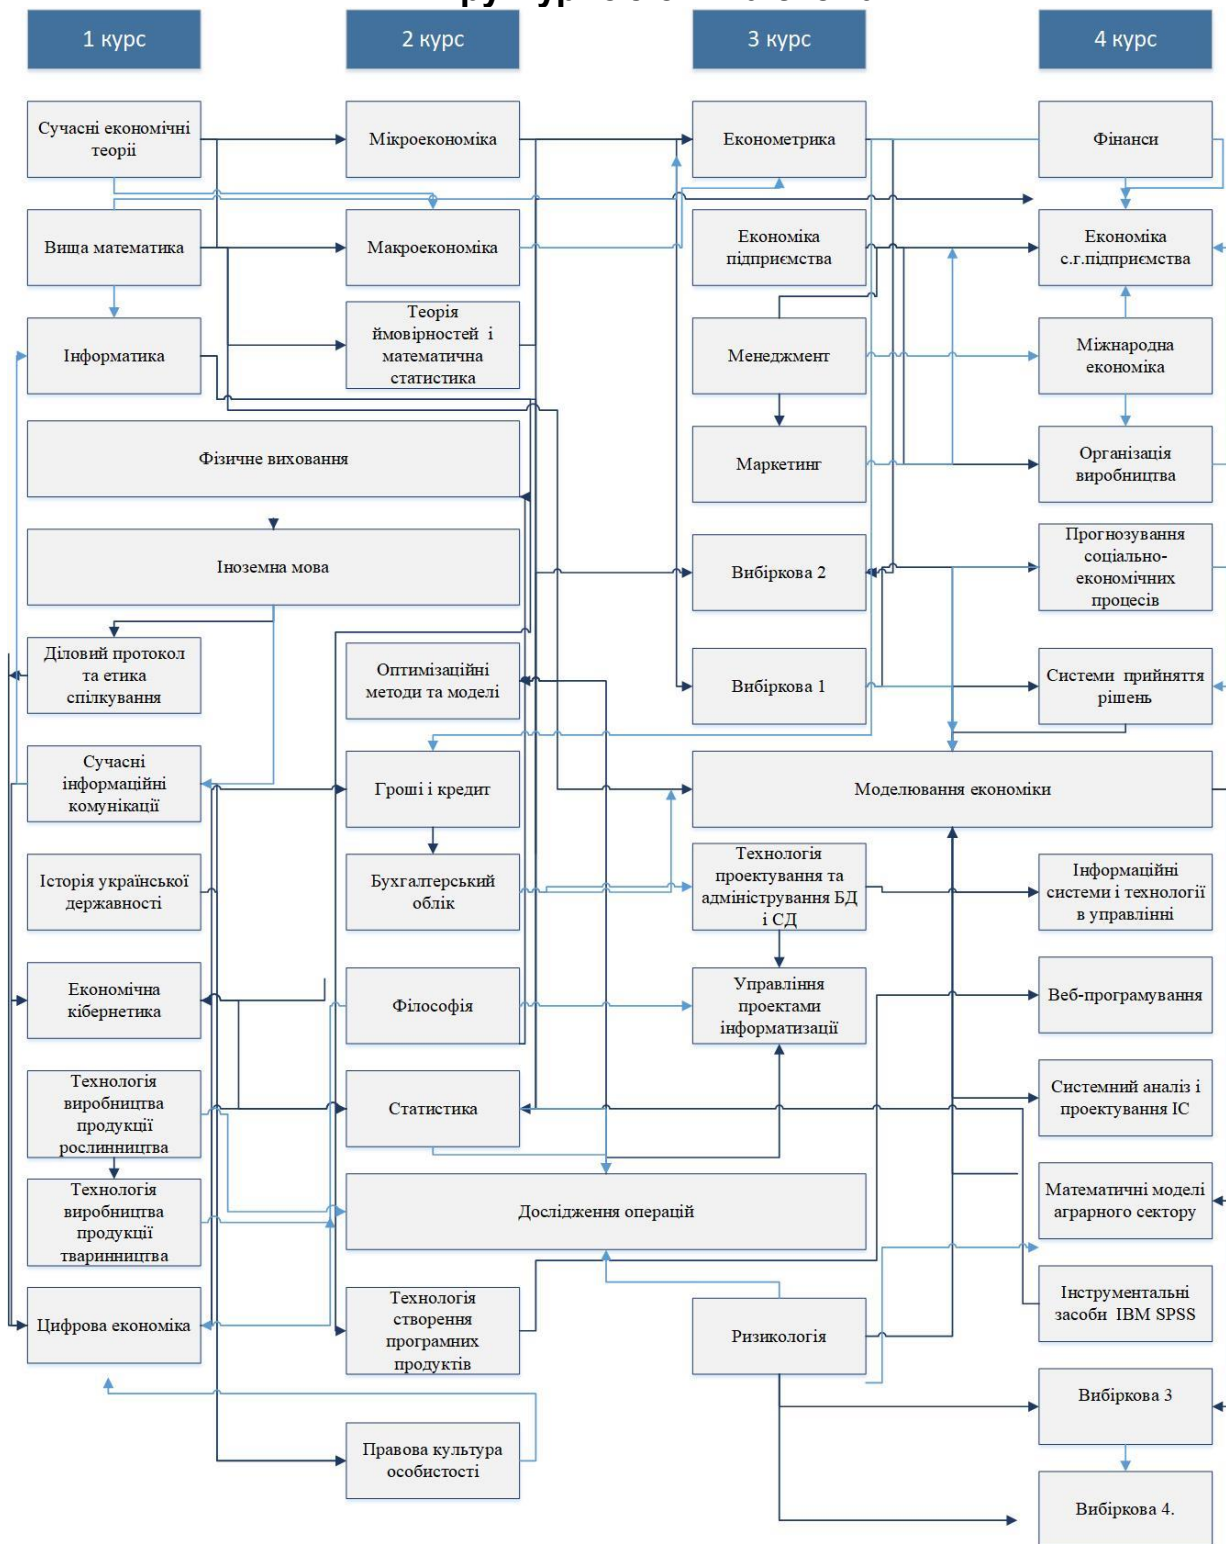 1 курс
2 курс
3 курс
4 курс
Сучасні економічні
теорії
Мікроекономіка
Економетрика
Фінанси
Вища математика
Макроекономіка
Економіка
підприємства
Економіка
с.г.підприємства
Інформатика
Теорія
ймовірностей і
математична
статистика
Менеджмент
Міжнародна
економіка
Фізичне виховання
Маркетинг
Організація
виробництва
Іноземна мова
Вибіркова 2
Прогнозування
соціально-
економічних
процесів
Діловий протокол
та етика
спілкування
Оптимізаційні
методи та моделі
Вибіркова 1
Системи прийняття
рішень
Сучасні
інформаційні
комунікації
Гроші і кредит
Моделювання економіки
Історія української
державності
Бухгалтерський
облік
Технологія
проектування та
адміністрування БД
і СД
Інформаційні
системи і технології
в управлінні
Економічна
кібернетика
Філософія
Управління
проектами
інформатизації
Веб-програмування
Технологія
виробництва
продукції
рослинництва
Статистика
Системний аналіз і
проектування ІС
Технологія
виробництва
продукції
тваринництва
Дослідження операцій
Математичні моделі
аграрного сектору
Цифрова економіка
Технологія
створення
програмних
продуктів
Ризикологія
Інструментальні
засоби IBM SPSS
Вибіркова 3
Правова культура
особистості
Вибіркова 4.